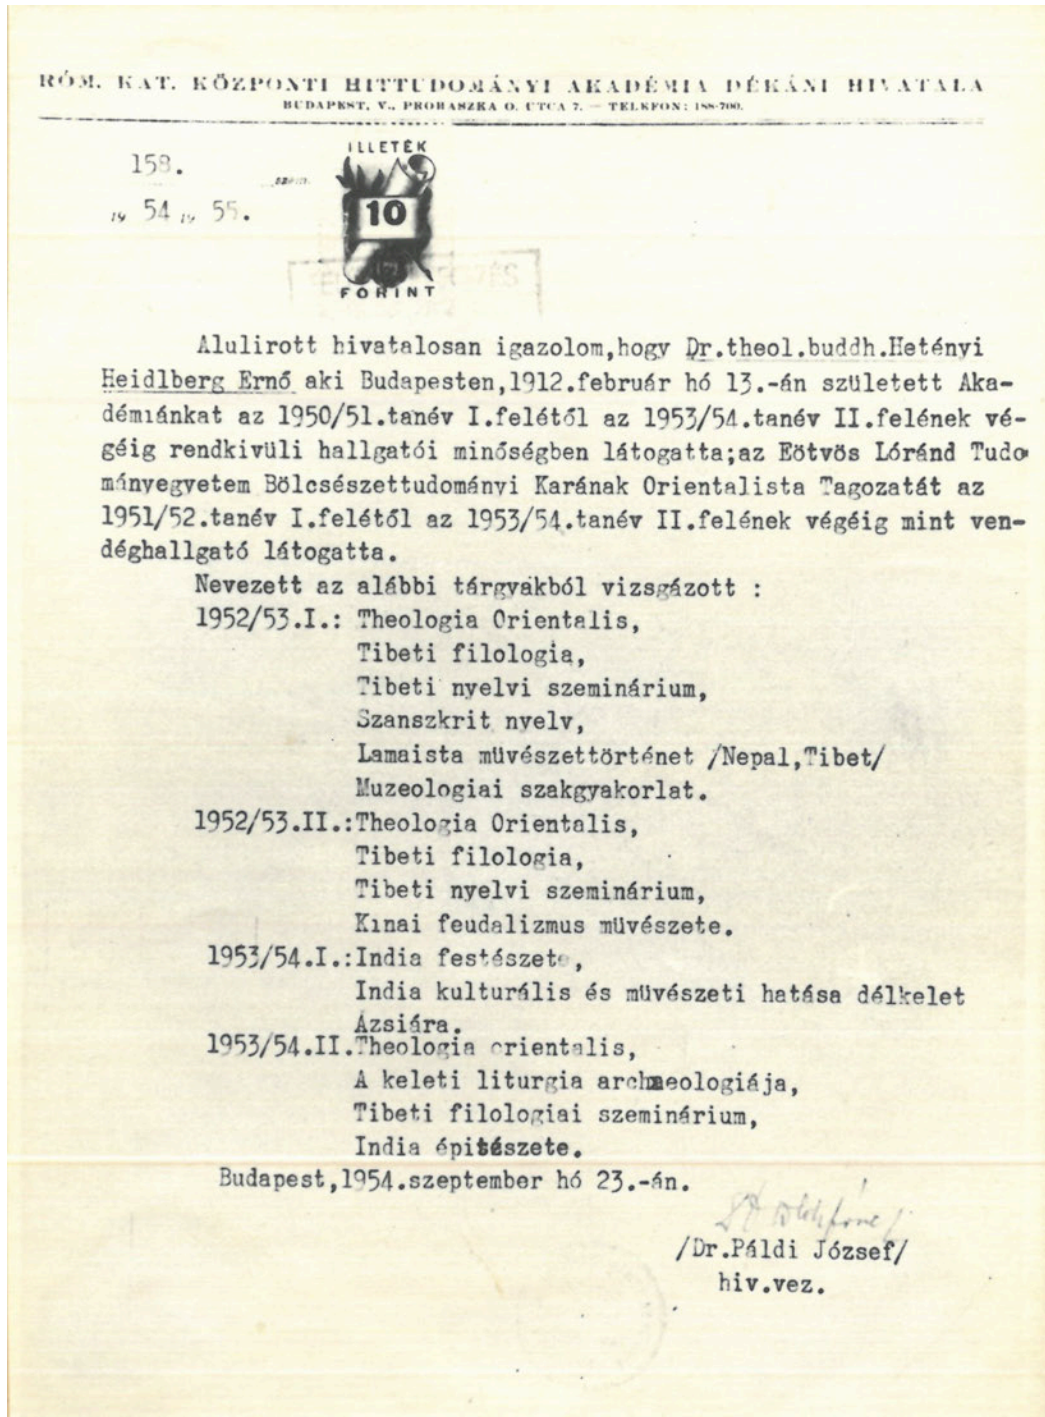 RÓM. KAT. KÖZPONTI HITTUDOMÁNYI AKADÉMIA DÉKÁNI HIVATALA
BUDAPEST, V., PROHASZKA O. UTCA 7. — TELEFON: 188-700.
ILLETÉK
158.
szám.
10
19 54 19 55.
FORINT
Alulirott hivatalosan igazolom,hogy Dr.theol.buddh.Hetényi
Heidlberg Ernő aki Budapesten,1912.február hó 13.-án született Aka-
démiánkat az 1950/51.tanév I.felétől az 1953/54.tanév II.felének vé-
géig rendkivüli hallgatói minőségben látogatta;az Eötvös Lóránd Tudo
mányegyetem Bölcsészettudományi Karának Orientalista Tagozatát az
1951/52.tanév I.felétől az 1953/54.tanév II.felének végéig mint ven-
déghallgató látogatta.
Nevezett az alábbi tárgyakból vizsgázott :
1952/53.I.: Theologia Orientalis,
Tibeti filologia,
Tibeti nyelvi szeminárium,
Szanszkrit nyelv,
Lamaista müvészettörténet /Nepal,Tibet/
Muzeologiai szakgyakorlat.
1952/53.II.:Theologia Orientalis,
Tibeti filologia,
Tibeti nyelvi szeminárium,
Kinai feudalizmus müvészete.
1953/54.I.:India festészete,
India kulturális és müvészeti hatása délkelet
Ázsiára.
1953/54.II.Theologia orientalis,
A keleti liturgia archaeologiája,
Tibeti filologiai szeminárium,
India épitészete.
Budapest,1954.szeptember hó 23.-án.
/Dr.Páldi József/
hiv.vez.